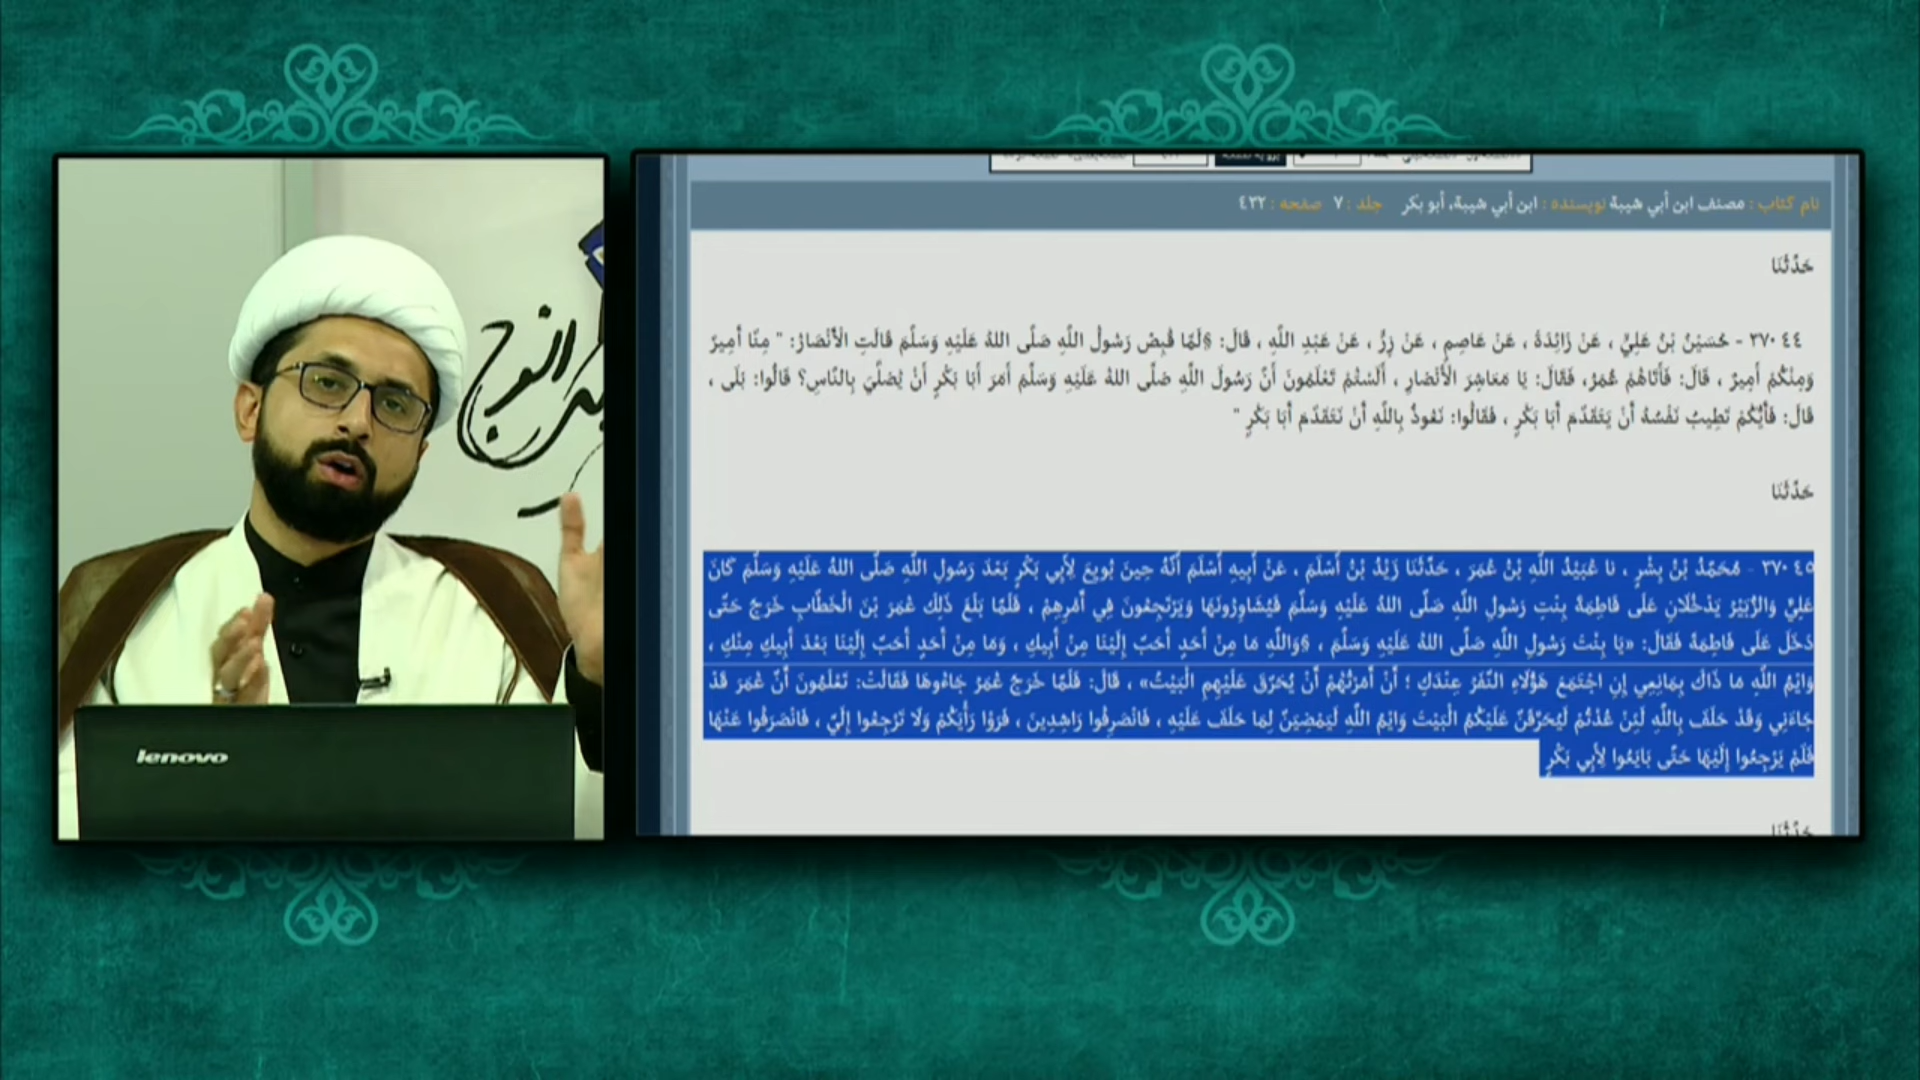 نام کتاب : مصنف ابن أبي شيبة نویسنده : ابن أبي شيبة، أبو بكر جلد : ٧ صفحه : ٤٣٢
حَدَّثَنَا
٣٧٠٤٤ - حُسَيْنُ بْنُ عَلِيٍّ ، عَنْ زَائِدَةَ ، عَنْ عَاصِمٍ ، عَنْ زِرٍّ ، عَنْ عَبْدِ اللَّهِ ، قَالَ: §لَمَّا قُبِضَ رَسُولُ اللَّهِ صَلَّى اللهُ عَلَيْهِ وَسَلَّمَ قَالَتِ الْأَنْصَارُ: " مِنَّا أَمِيرٌ
وَمِنْكُمْ أَمِيرٌ ، قَالَ: فَأَتَاهُمْ عُمَرُ، فَقَالَ: يَا مَعَاشِرَ الْأَنْصَارِ ، أَلَسْتُمْ تَعْلَمُونَ أَنَّ رَسُولَ اللَّهِ صَلَّى اللهُ عَلَيْهِ وَسَلَّمَ أَمَرَ أَبَا بَكْرٍ أَنْ يُصَلِّيَ بِالنَّاسِ؟ قَالُوا: بَلَى ،
قَالَ: فَأَيُّكُمْ تَطِيبُ نَفْسُهُ أَنْ يَتَقَدَّمَ أَبَا بَكْرٍ ، فَقَالُوا: نَعُوذُ بِاللَّهِ أَنْ نَتَقَدَّمَ أَبَا بَكْرٍ "
حَدَّثَنَا
٣٧٠٤٥ - مُحَمَّدُ بْنُ بِشْرٍ ، نا عُبَيْدُ اللَّهِ بْنُ عُمَرَ ، حَدَّثَنَا زَيْدُ بْنُ أَسْلَمَ ، عَنْ أَبِيهِ أَسْلَمَ أَنَّهُ حِينَ بُويِعَ لِأَبِي بَكْرٍ بَعْدَ رَسُولِ اللَّهِ صَلَّى اللهُ عَلَيْهِ وَسَلَّمَ كَانَ
عَلِيٌّ وَالزُّبَيْرُ يَدْخُلَانِ عَلَى فَاطِمَةَ بِنْتِ رَسُولِ اللَّهِ صَلَّى اللهُ عَلَيْهِ وَسَلَّمَ فَيُشَاوِرُونَهَا وَيَرْتَجِعُونَ فِي أَمْرِهِمْ ، فَلَمَّا بَلَغَ ذَلِكَ عُمَرَ بْنَ الْخَطَّابِ خَرَجَ حَتَّى
دَخَلَ عَلَى فَاطِمَةَ فَقَالَ: «يَا بِنْتَ رَسُولِ اللَّهِ صَلَّى اللهُ عَلَيْهِ وَسَلَّمَ ، §وَاللَّهِ مَا مِنْ أَحَدٍ أَحَبَّ إِلَيْنَا مِنْ أَبِيكِ ، وَمَا مِنْ أَحَدٍ أَحَبَّ إِلَيْنَا بَعْدَ أَبِيكِ مِنْكِ ،
وَايْمُ اللَّهِ مَا ذَاكَ بِمَانِعِي إِنِ اجْتَمَعَ هَؤُلَاءِ النَّفَرُ عِنْدَكِ ؛ أَنْ أَمَرْتُهُمْ أَنْ يُحَرَّقَ عَلَيْهِمِ الْبَيْتُ» ، قَالَ: فَلَمَّا خَرَجَ عُمَرُ جَاءُوهَا فَقَالَتْ: تَعْلَمُونَ أَنَّ عُمَرَ قَدْ
جَاءَنِي وَقَدْ حَلَفَ بِاللَّهِ لَئِنْ عُدْتُمْ لَيُحَرِّقَنَّ عَلَيْكُمُ الْبَيْتَ وَايْمُ اللَّهِ لَيَمْضِيَنَّ لِمَا حَلَفَ عَلَيْهِ ، فَانْصَرِفُوا رَاشِدِينَ ، فَرَوْا رَأْيَكُمْ وَلَا تَرْجِعُوا إِلَيَّ ، فَانْصَرَفُوا عَنْهَا
فَلَمْ يَرْجِعُوا إِلَيْهَا حَتَّى بَايَعُوا لِأَبِي بَكْرٍ
حَدَّثَنَا
lenovo